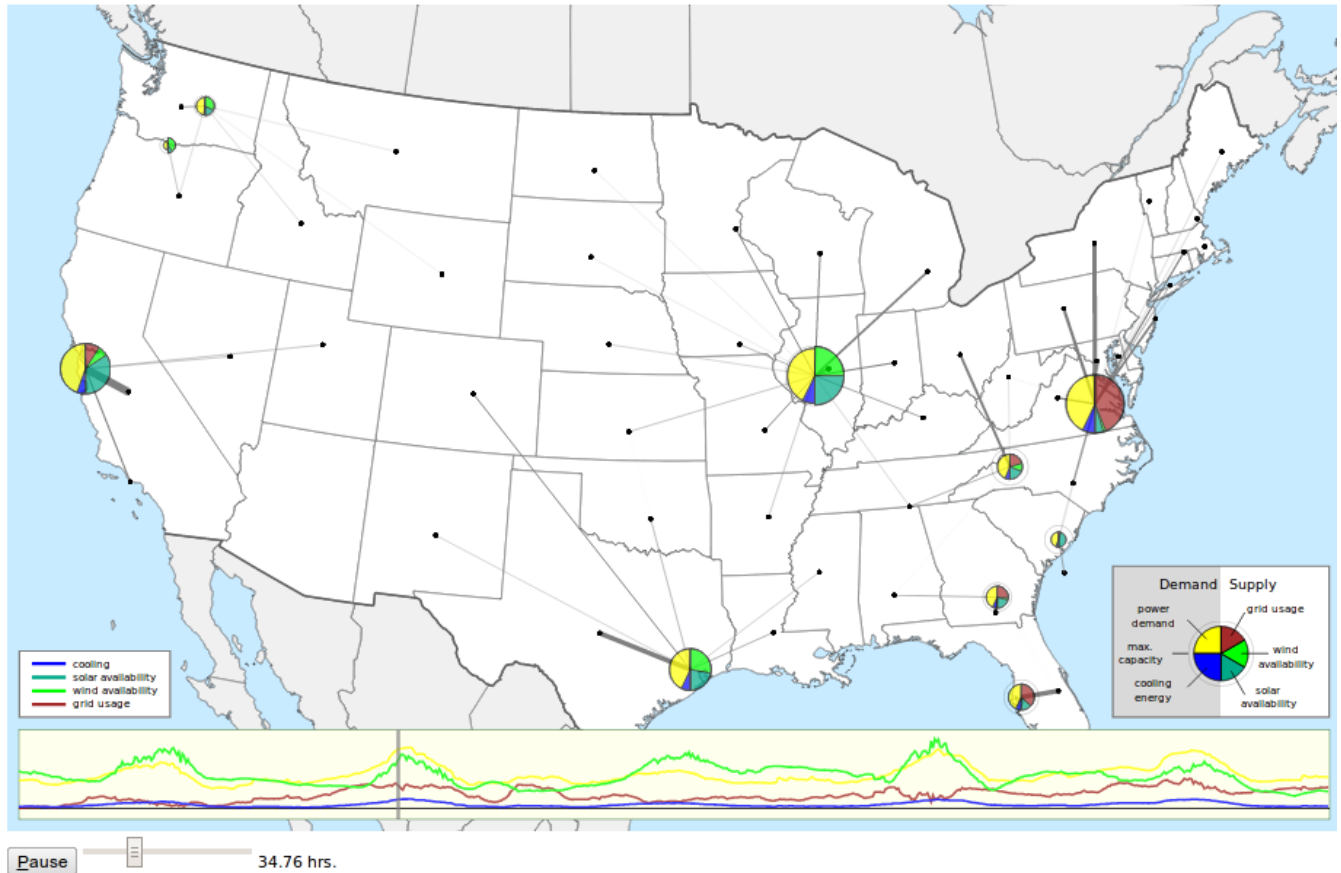 Demand Supply
power
demand
grid usage
max.
capacity
wind
availability
cooling
energy
solar
availability
cooling
solar availability
wind availability
grid usage
Pause
34.76 hrs.